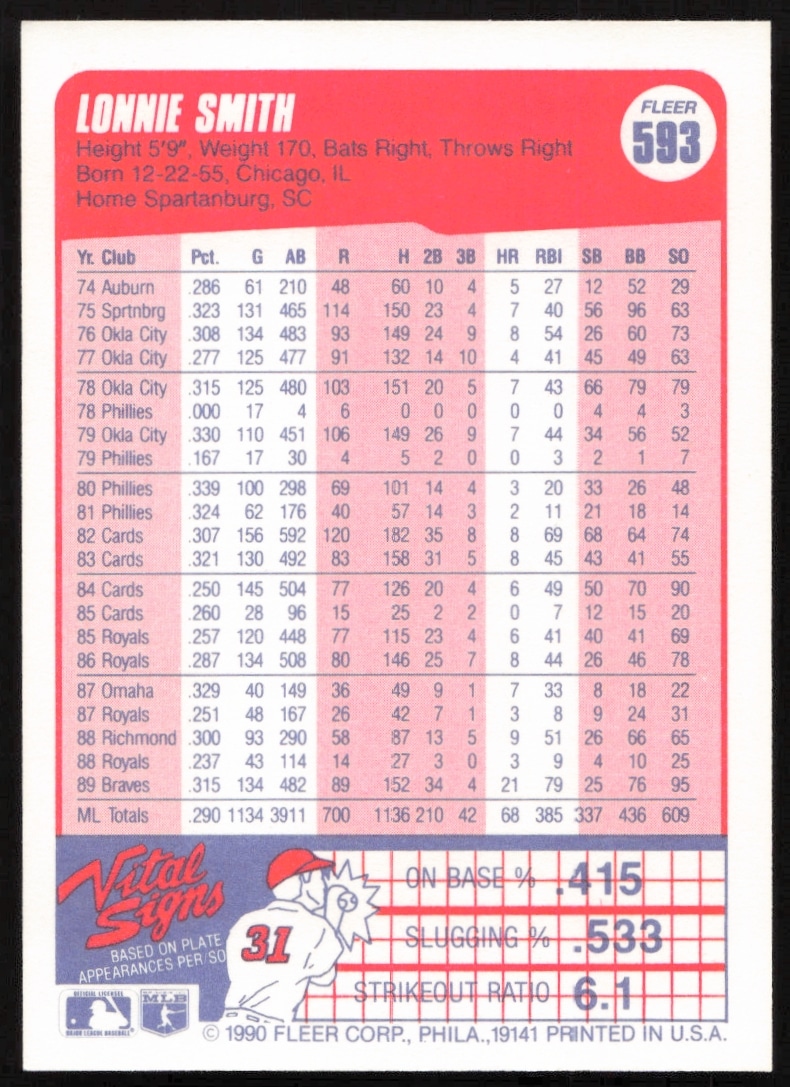 LONNIE SMITH
FLEER
593
Height 5'9", Weight 170, Bats Right, Throws Right
Born 12-22-55, Chicago, IL
Home Spartanburg, SC
Yr. Club Pct. G AB R H 2B 3B HR RBI SB BB SO
74 Auburn .286 61 210 48 60 10 4 5 27 12 52 29
75 Sprtnbrg .323 131 465 114 150 23 4 7 40 56 96 63
76 Okla City .308 134 483 93 149 24 9 8 54 26 60 73
77 Okla City .277 125 477 91 132 14 10 4 41 45 49 63
78 Okla City .315 125 480 103 151 20 5 7 43 66 79 79
78 Phillies .000 17 4 6 0 0 0 0 0 4 4 3
79 Okla City .330 110 451 106 149 26 9 7 44 34 56 52
79 Phillies .167 17 30 4 5 2 0 0 3 2 1 7
80 Phillies .339 100 298 69 101 14 4 3 20 33 26 48
81 Phillies .324 62 176 40 57 14 3 2 11 21 18 14
82 Cards .307 156 592 120 182 35 8 8 69 68 64 74
83 Cards .321 130 492 83 158 31 5 8 45 43 41 55
84 Cards .250 145 504 77 126 20 4 6 49 50 70 90
85 Cards .260 28 96 15 25 2 2 0 7 12 15 20
85 Royals .257 120 448 77 115 23 4 6 41 40 41 69
86 Royals .287 134 508 80 146 25 7 8 44 26 46 78
87 Omaha .329 40 149 36 49 9 1 7 33 8 18 22
87 Royals .251 48 167 26 42 7 1 3 8 9 24 31
88 Richmond .300 93 290 58 87 13 5 9 51 26 66 65
88 Royals .237 43 114 14 27 3 0 3 9 4 10 25
89 Braves .315 134 482 89 152 34 4 21 79 25 76 95
ML Totals .290 1134 3911 700 1136 210 42 68 385 337 436 609
Vital
Signs
BASED ON PLATE
APPEARANCES PER/SO
31
ON BASE % .415
SLUGGING % .533
STRIKEOUT RATIO 6.1
OFFICIAL LICENSEE
MAJOR LEAGUE BASEBALL
MLB
© 1990 FLEER CORP., PHILA., 19141 PRINTED IN U.S.A.